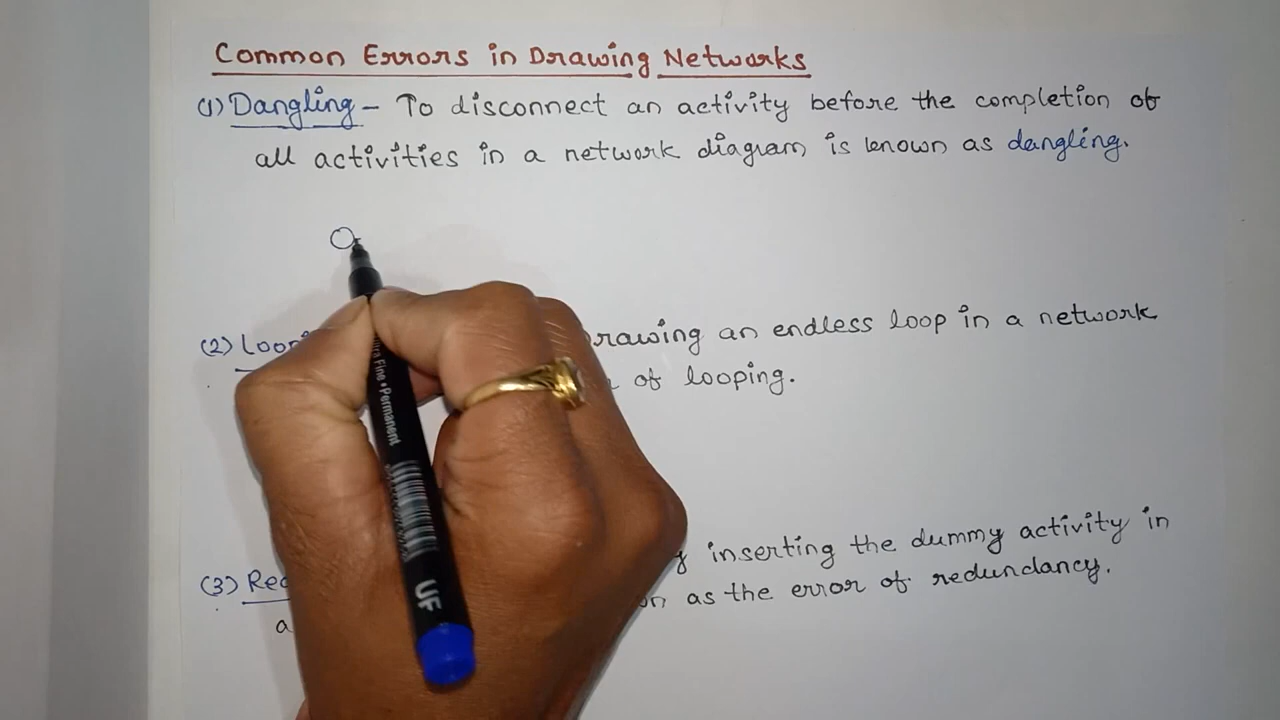 Common Errors in Drawing Networks
(1) Dangling - To disconnect an activity before the completion of
all activities in a network diagram is known as dangling.
(2) drawing an endless loop in a network
of looping.
(3) inserting the dummy activity in
as the error of redundancy.
Fine • Permanent
UF